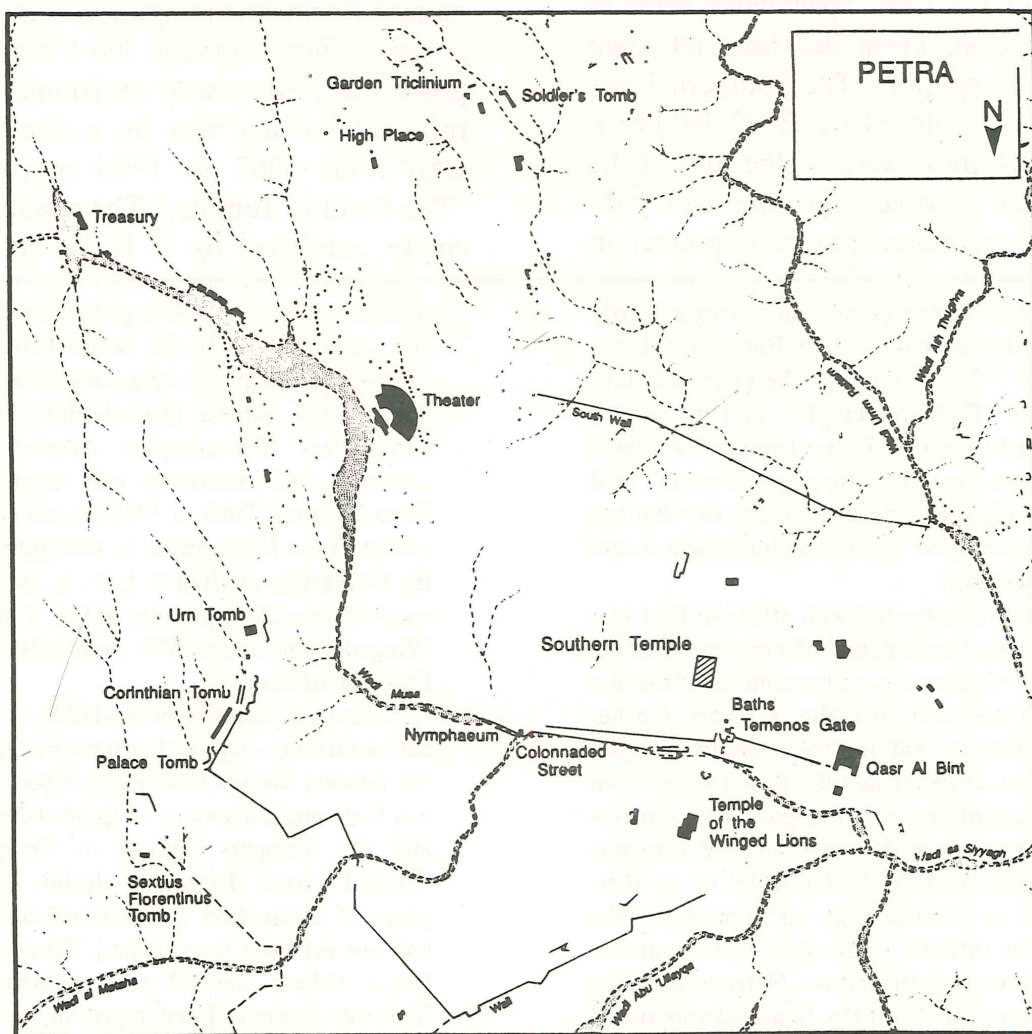 PETRA
N
Garden Triclinium
Soldier's Tomb
High Place
Treasury
Theater
South Wall
Wadi Umm Rattam
Wadi Ath Thughra
Urn Tomb
Southern Temple
Corinthian Tomb
Wadi Musa
Baths
Temenos Gate
Nymphaeum
Colonnaded
Street
Palace Tomb
Qasr Al Bint
Temple
of the
Winged Lions
Wadi as Siyyagh
Sextius
Florentinus
Tomb
Wadi al Mataha
Wall
Wadi Abu 'Ullayqa